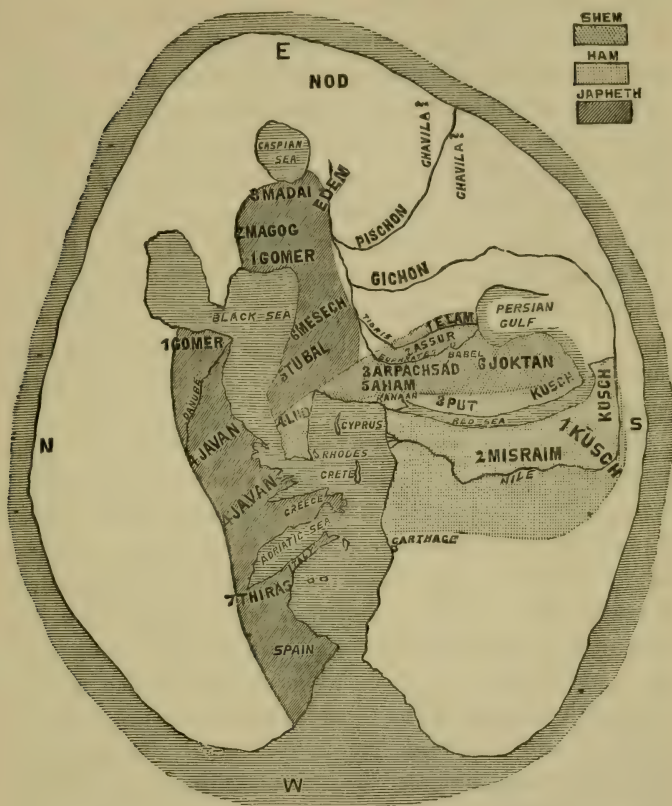 SHEM
HAM
JAPHETH
E
NOD
CASPIAN
SEA
CHAVILA
CHAVILA
3 MADAI
EDEN
PISCHON
2 MAGOG
1 GOMER
GICHON
BLACK-SEA
6 MESECH
TIGRIS
1 ELAM
PERSIAN
GULF
1 GOMER
2 ASSUR
EUPHRATES
BABEL
5 TUBAL
3 ARPACHSAD
6 JOKTAN
5 AHAM
KANAAN
KUSCH
KUSCH
DANUBE
4 LUD
3 PUT
CYPRUS
RED-SEA
1 KUSCH
N
S
4 JAVAN
RHODES
2 MISRAIM
CRETE
NILE
4 JAVAN
GREECE
ADRIATIC-SEA
CARTHAGE
ITALY
7 THIRAS
SPAIN
W